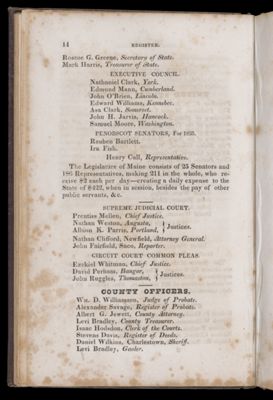 14 REGISTER.
Roscoe G. Greene, Secretary of State.
Mark Harris, Treasurer of State.
EXECUTIVE COUNCIL.
Nathaniel Clark, York.
Edmund Mann, Cumberland.
John O'Brien, Lincoln.
Edward Williams, Kennebec.
Asa Clark, Somerset.
John H. Jarvis, Hancock.
Samuel Moore, Washington.
PENOBSCOT SENATORS, For 1833.
Reuben Bartlett.
Ira Fish.
Henry Call, Representative.
The Legislature of Maine consists of 25 Senators and
186 Representatives, making 211 in the whole, who re-
ceive $2 each per day—creating a daily expense to the
State of $422, when in session, besides the pay of other
public servants, &c.
SUPREME JUDICIAL COURT.
Prentiss Mellen, Chief Justice.
Nathan Weston, Augusta, } Justices.
Albion K. Parris, Portland,
Nathan Clifford, Newfield, Attorney General.
John Fairfield, Saco, Reporter.
CIRCUIT COURT COMMON PLEAS.
Ezekiel Whitman, Chief Justice.
David Perham, Bangor, } Justices.
John Ruggles, Thomaston,
COUNTY OFFICERS.
Wm. D. Williamson, Judge of Probate.
Alexander Savage, Register of Probate.
Albert G. Jewett, County Attorney.
Levi Bradley, County Treasurer.
Isaac Hodsdon, Clerk of the Courts.
Stevens Davis, Register of Deeds.
Daniel Wilkins, Charlestown, Sheriff.
Levi Bradley, Gaoler.